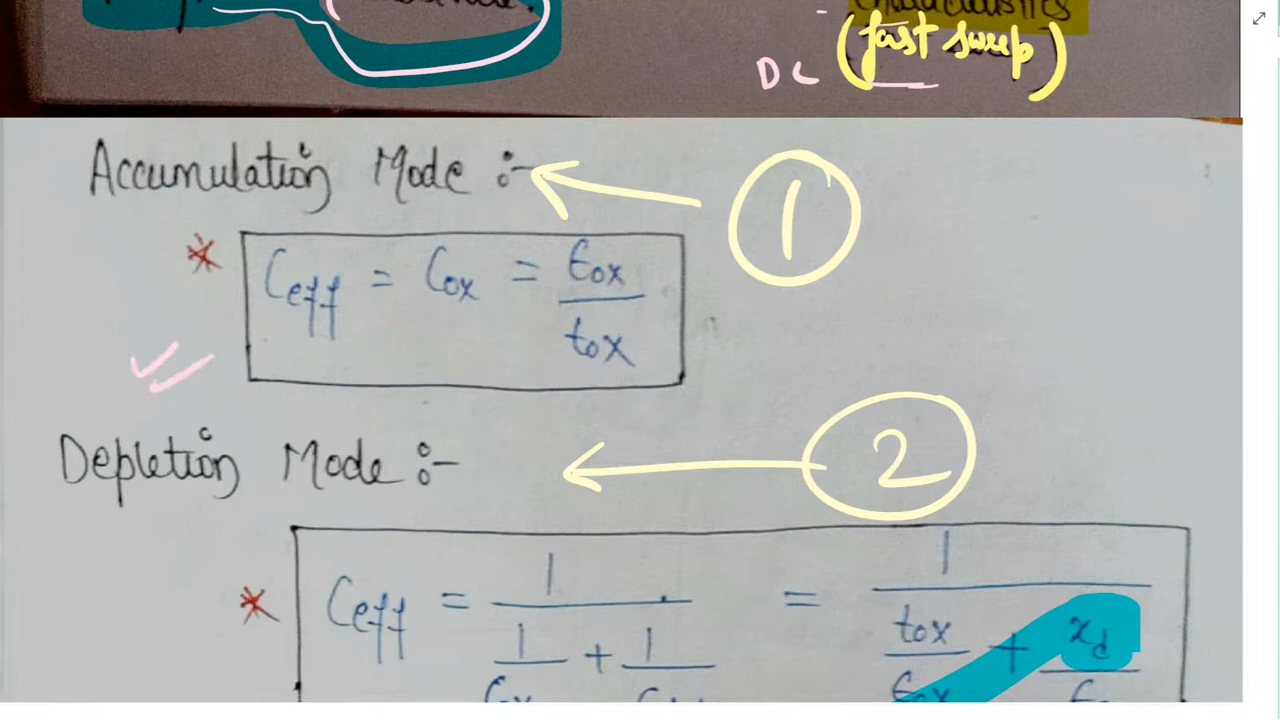 Characteristics
(fast sweep)
DC
Accumulation Mode :-
①
* Ceff = Cox = εox / tox
Depletion Mode :-
②
* Ceff = 1 / (1/Cox + 1/ = 1 / (tox/εox + xd/